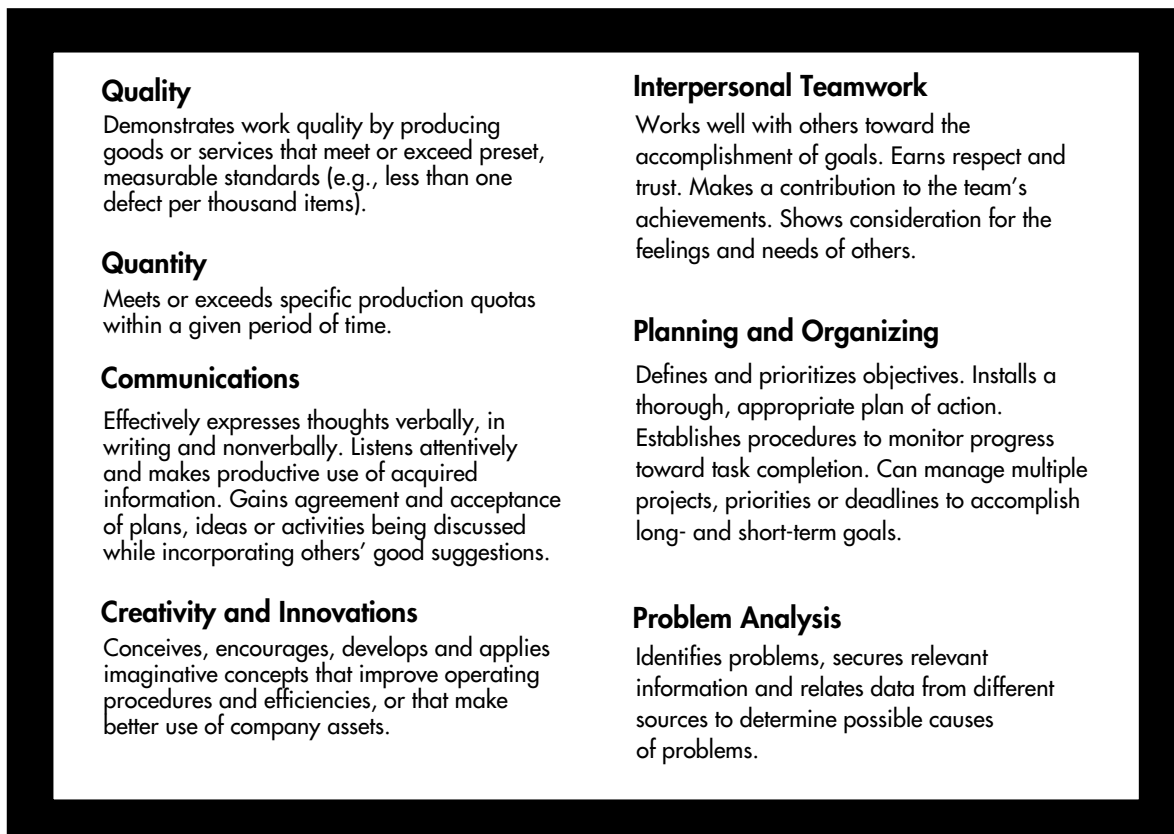 Quality
Demonstrates work quality by producing
goods or services that meet or exceed preset,
measurable standards (e.g., less than one
defect per thousand items).
Quantity
Meets or exceeds specific production quotas
within a given period of time.
Communications
Effectively expresses thoughts verbally, in
writing and nonverbally. Listens attentively
and makes productive use of acquired
information. Gains agreement and acceptance
of plans, ideas or activities being discussed
while incorporating others’ good suggestions.
Creativity and Innovations
Conceives, encourages, develops and applies
imaginative concepts that improve operating
procedures and efficiencies, or that make
better use of company assets.
Interpersonal Teamwork
Works well with others toward the
accomplishment of goals. Earns respect and
trust. Makes a contribution to the team’s
achievements. Shows consideration for the
feelings and needs of others.
Planning and Organizing
Defines and prioritizes objectives. Installs a
thorough, appropriate plan of action.
Establishes procedures to monitor progress
toward task completion. Can manage multiple
projects, priorities or deadlines to accomplish
long- and short-term goals.
Problem Analysis
Identifies problems, secures relevant
information and relates data from different
sources to determine possible causes
of problems.